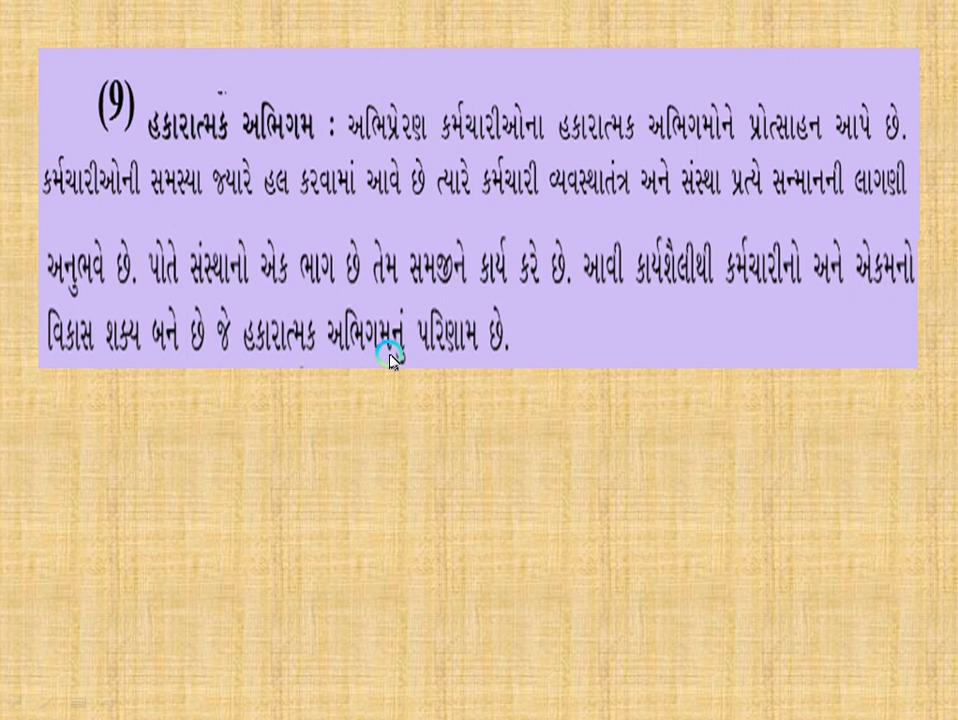 (9) હકારાત્મક અભિગમ : અભિપ્રેરણ કર્મચારીઓના હકારાત્મક અભિગમોને પ્રોત્સાહન આપે છે.
કર્મચારીઓની સમસ્યા જ્યારે હલ કરવામાં આવે છે ત્યારે કર્મચારી વ્યવસ્થાતંત્ર અને સંસ્થા પ્રત્યે સન્માનની લાગણી
અનુભવે છે. પોતે સંસ્થાનો એક ભાગ છે તેમ સમજીને કાર્ય કરે છે. આવી કાર્યશૈલીથી કર્મચારીનો અને એકમનો
વિકાસ શક્ય બને છે જે હકારાત્મક અભિગમનું પરિણામ છે.